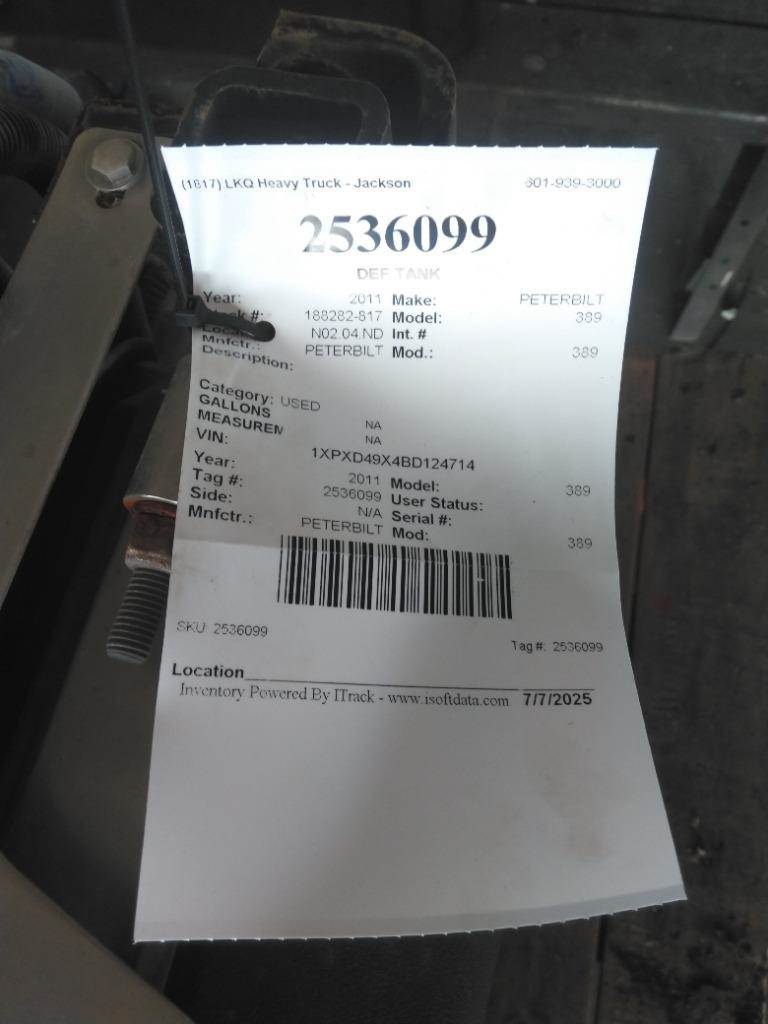 (1817) LKQ Heavy Truck - Jackson 601-939-3000
2536099
DEF TANK
Year: 2011 Make: PETERBILT
#: 188282-817 Model: 389
N02.04.ND Int. #
Mnfctr.: PETERBILT Mod.: 389
Description:
Category: USED
GALLONS NA
MEASUREM NA
VIN: 1XPXD49X4BD124714
Year: 2011 Model: 389
Tag #: 2536099 User Status:
Side: N/A Serial #:
Mnfctr.: PETERBILT Mod: 389
SKU: 2536099 Tag #: 2536099
Location
Inventory Powered By ITrack - www.isoftdata.com 7/7/2025